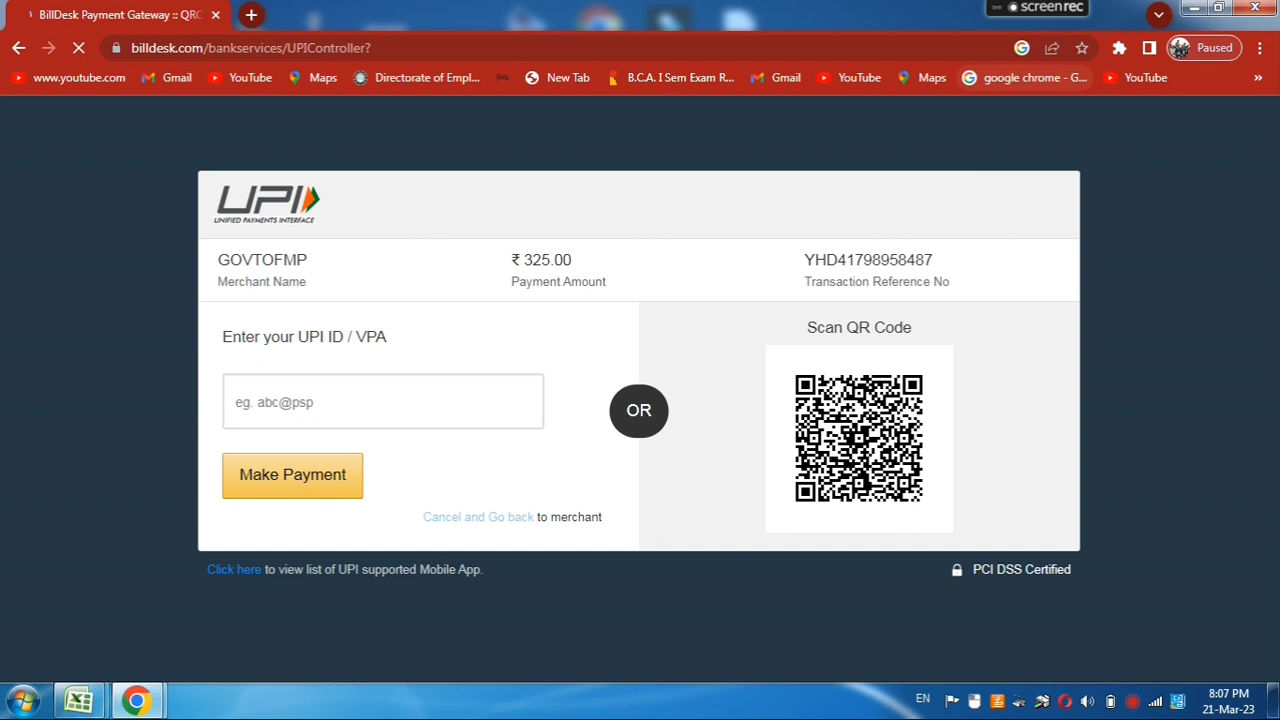 BillDesk Payment Gateway :: QRC
screenrec
billdesk.com/bankservices/UPIController?
Paused
www.youtube.com
Gmail
YouTube
Maps
Directorate of Empl...
New Tab
B.C.A. I Sem Exam R...
Gmail
YouTube
Maps
google chrome - G...
YouTube
UPI
UNIFIED PAYMENTS INTERFACE
GOVTOFMP
₹ 325.00
YHD41798958487
Merchant Name
Payment Amount
Transaction Reference No
Enter your UPI ID / VPA
Scan QR Code
eg. abc@psp
OR
Make Payment
Cancel and Go back to merchant
Click here to view list of UPI supported Mobile App.
PCI DSS Certified
EN
8:07 PM
21-Mar-23